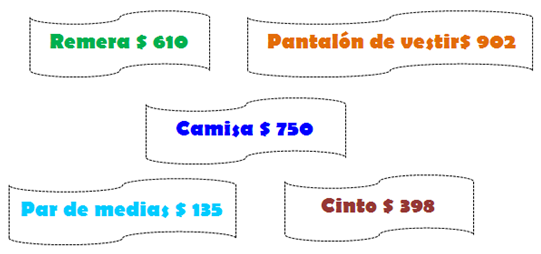 Remera $ 610
Pantalón de vestir$ 902
Camisa $ 750
Par de medias $ 135
Cinto $ 398